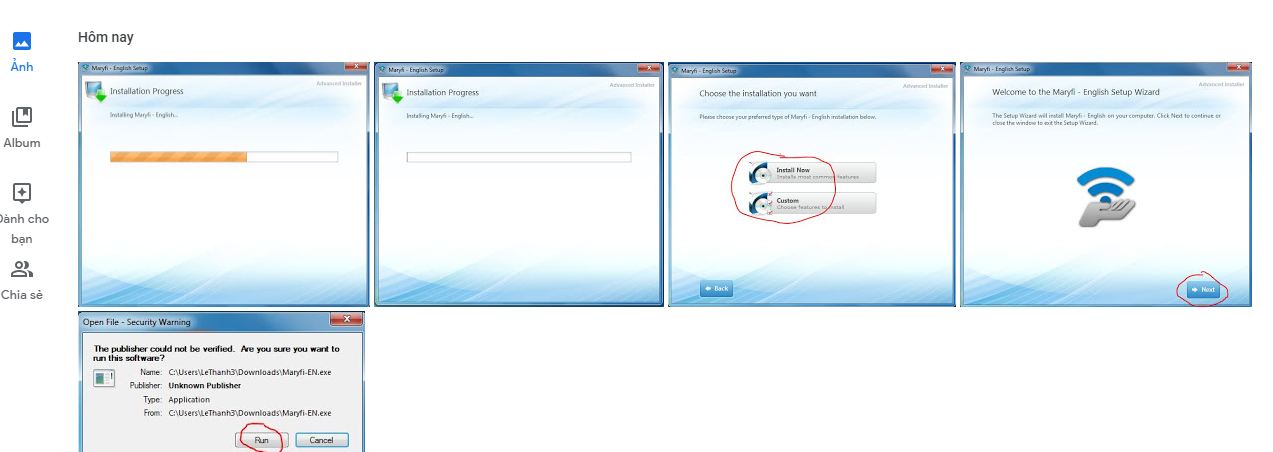 Hôm nay
Ảnh
Album
Dành cho
bạn
Chia sẻ
Maryfi - English Setup
Advanced Installer
Installation Progress
Installing Maryfi - English...
Maryfi - English Setup
Advanced Installer
Installation Progress
Installing Maryfi - English...
Maryfi - English Setup
Advanced Installer
Choose the installation you want
Please choose your preferred type of Maryfi - English installation below.
Install Now
Installs most common features
Custom
Choose features to install
Back
Maryfi - English Setup
Advanced Installer
Welcome to the Maryfi - English Setup Wizard
The Setup Wizard will install Maryfi - English on your computer. Click Next to continue or
close the window to exit the Setup Wizard.
Next
Open File - Security Warning
The publisher could not be verified. Are you sure you want to
run this software?
Name: C:\Users\LeThanh3\Downloads\Maryfi-EN.exe
Publisher: Unknown Publisher
Type: Application
From: C:\Users\LeThanh3\Downloads\Maryfi-EN.exe
Run Cancel